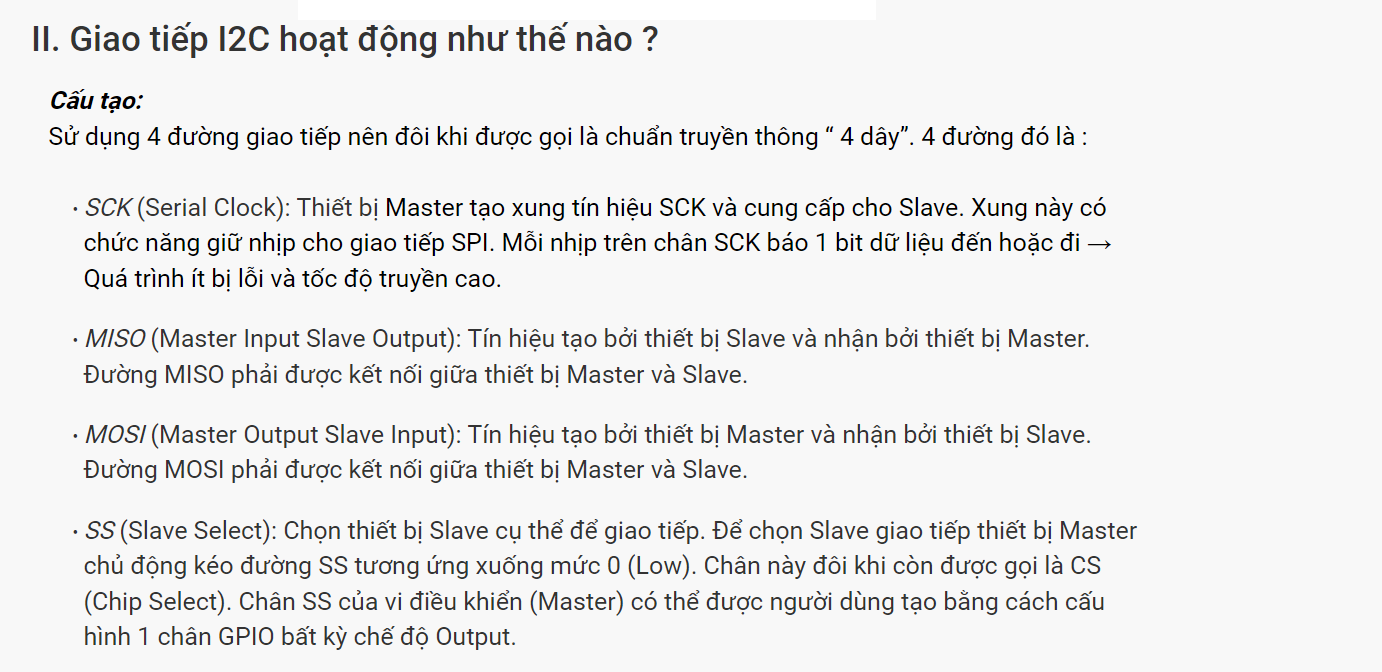 II. Giao tiếp I2C hoạt động như thế nào ?
Cấu tạo:
Sử dụng 4 đường giao tiếp nên đôi khi được gọi là chuẩn truyền thông “ 4 dây”. 4 đường đó là :
· SCK (Serial Clock): Thiết bị Master tạo xung tín hiệu SCK và cung cấp cho Slave. Xung này có
chức năng giữ nhịp cho giao tiếp SPI. Mỗi nhịp trên chân SCK báo 1 bit dữ liệu đến hoặc đi →
Quá trình ít bị lỗi và tốc độ truyền cao.
· MISO (Master Input Slave Output): Tín hiệu tạo bởi thiết bị Slave và nhận bởi thiết bị Master.
Đường MISO phải được kết nối giữa thiết bị Master và Slave.
· MOSI (Master Output Slave Input): Tín hiệu tạo bởi thiết bị Master và nhận bởi thiết bị Slave.
Đường MOSI phải được kết nối giữa thiết bị Master và Slave.
· SS (Slave Select): Chọn thiết bị Slave cụ thể để giao tiếp. Để chọn Slave giao tiếp thiết bị Master
chủ động kéo đường SS tương ứng xuống mức 0 (Low). Chân này đôi khi còn được gọi là CS
(Chip Select). Chân SS của vi điều khiển (Master) có thể được người dùng tạo bằng cách cấu
hình 1 chân GPIO bất kỳ chế độ Output.